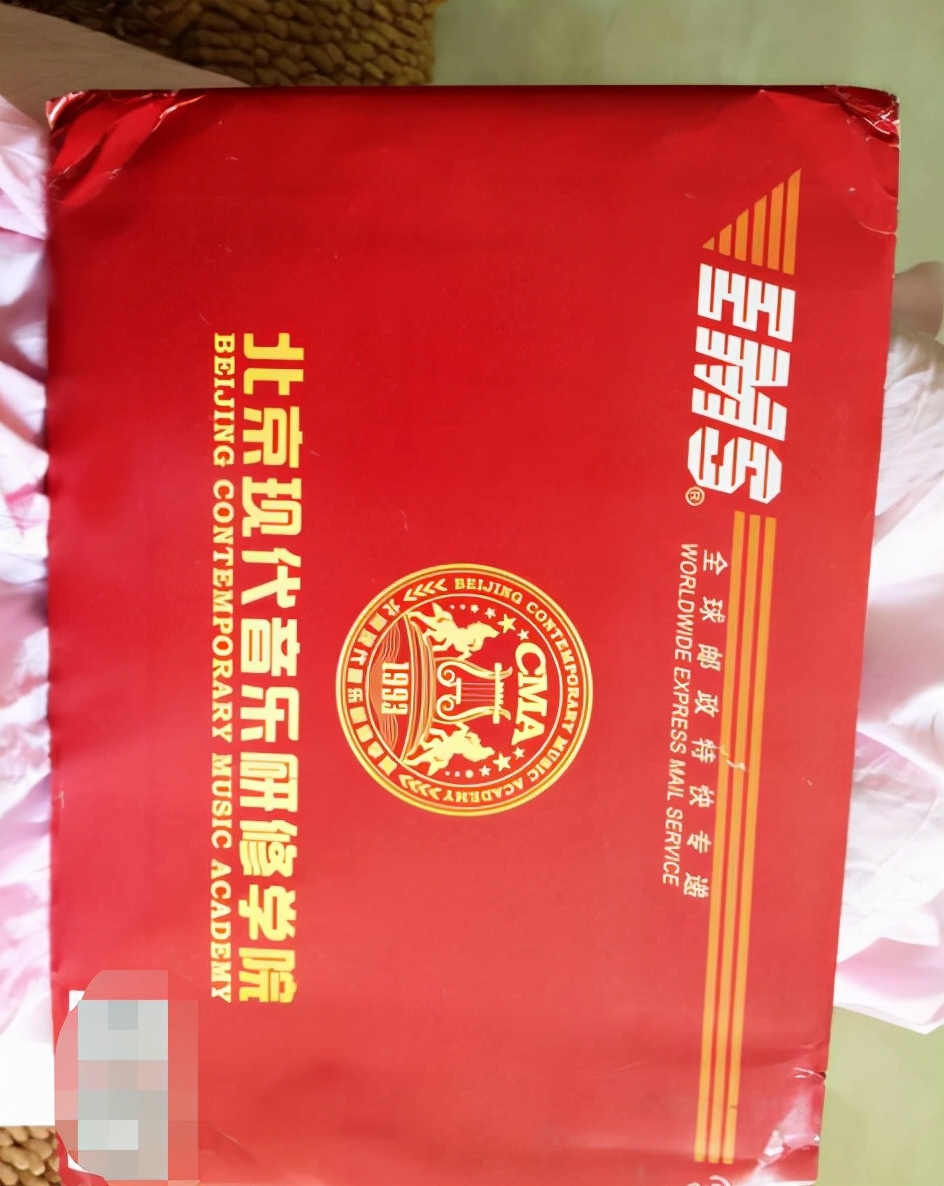 EMS®
全球邮政特快专递
WORLDWIDE EXPRESS MAIL SERVICE
BEIJING CONTEMPORARY MUSIC ACADEMY
CMA
1993
北京现代音乐研修学院
BEIJING CONTEMPORARY MUSIC ACADEMY